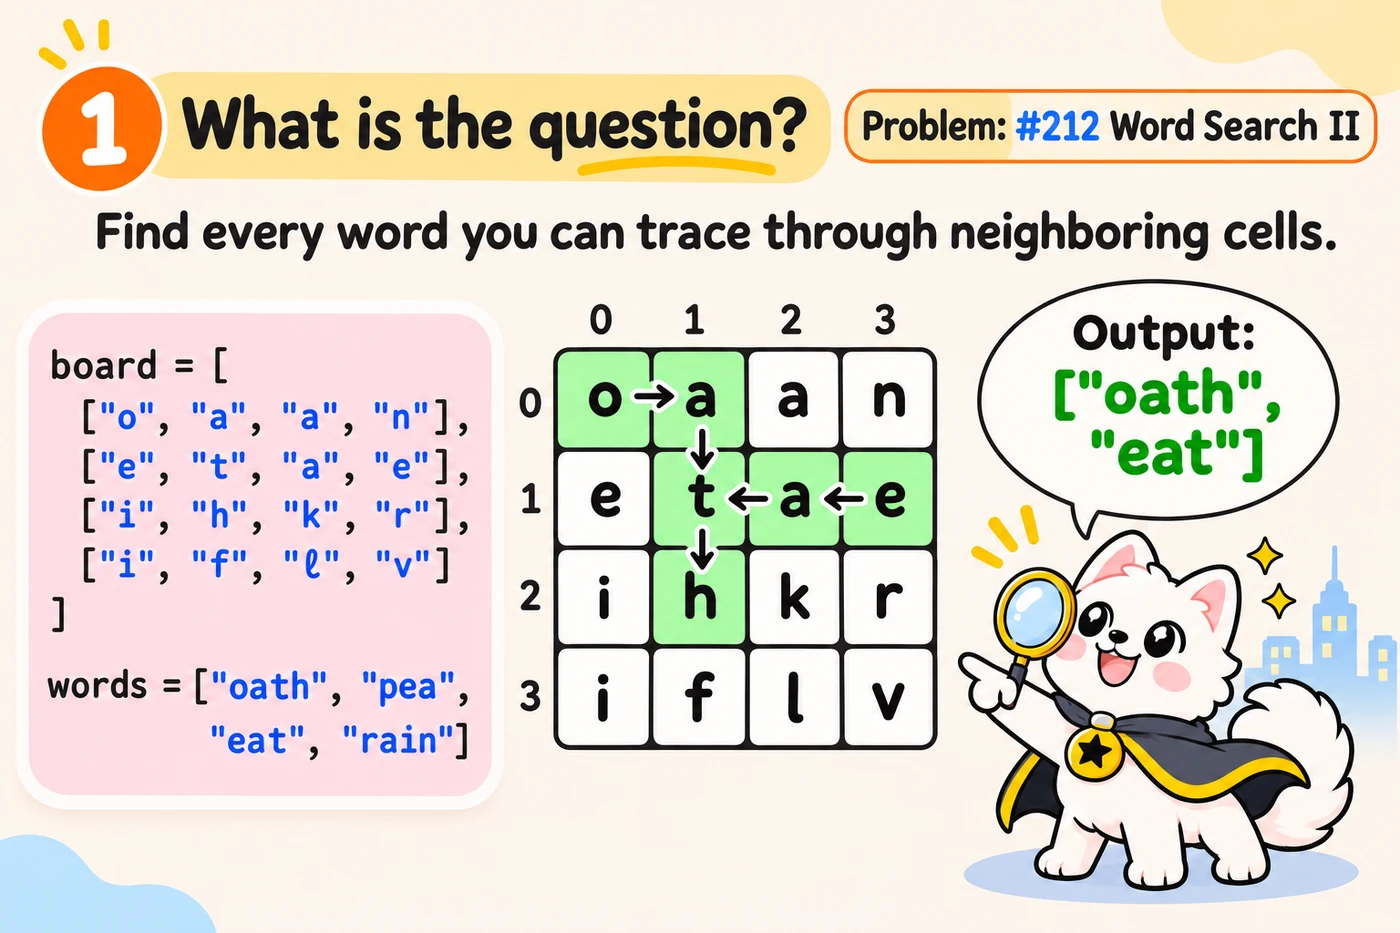 1
What is the question?
Problem: #212 Word Search II
Find every word you can trace through neighboring cells.
board = [
["o", "a", "a", "n"],
["e", "t", "a", "e"],
["i", "h", "k", "r"],
["i", "f", "ℓ", "v"]
]
words = ["oath", "pea",
"eat", "rain"]
0 1 2 3
0 o → a a n
↓
1 e t ← a ← e
↓
2 i h k r
3 i f l v
Output:
["oath",
"eat"]